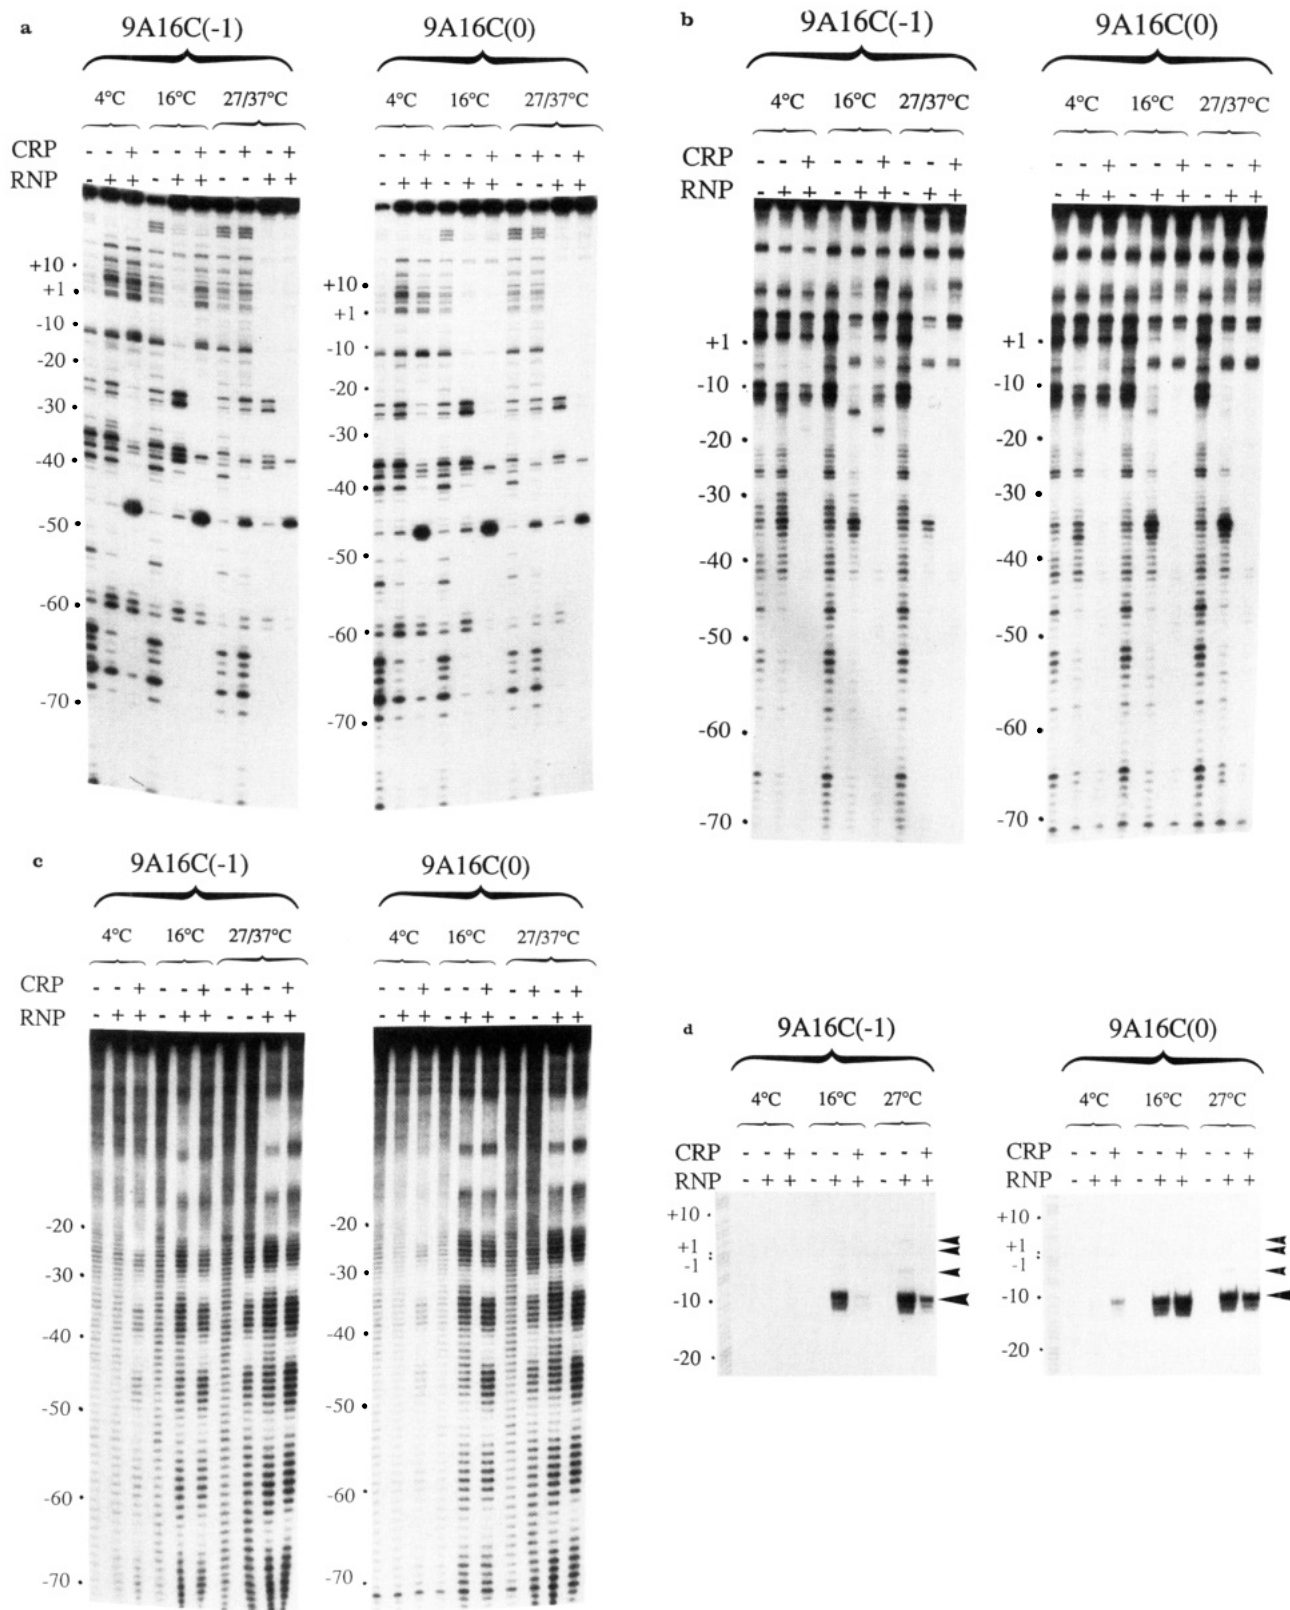 a
9A16C(-1)
9A16C(0)
4°C 16°C 27/37°C
4°C 16°C 27/37°C
CRP - - + - - + - + - +
- - + - - + - + - +
RNP - + + - + + - - + +
- + + - + + - - + +
+10
+1
-10
-20
-30
-40
-50
-60
-70
+10
+1
-10
-20
-30
-40
-50
-60
-70
b
9A16C(-1)
9A16C(0)
4°C 16°C 27/37°C
4°C 16°C 27/37°C
CRP - - + - - + - - +
- - + - - + - - +
RNP - + + - + + - + +
- + + - + + - + +
+1
-10
-20
-30
-40
-50
-60
-70
+1
-10
-20
-30
-40
-50
-60
-70
c
9A16C(-1)
9A16C(0)
4°C 16°C 27/37°C
4°C 16°C 27/37°C
CRP - - + - - + - + - +
- - + - - + - + - +
RNP - + + - + + - - + +
- + + - + + - - + +
-20
-30
-40
-50
-60
-70
-20
-30
-40
-50
-60
-70
d
9A16C(-1)
9A16C(0)
4°C 16°C 27°C
4°C 16°C 27°C
CRP - - + - - + - - +
CRP - - + - - + - - +
RNP - + + - + + - + +
RNP - + + - + + - + +
+10
+1
-1
-10
-20
+10
+1
-1
-10
-20